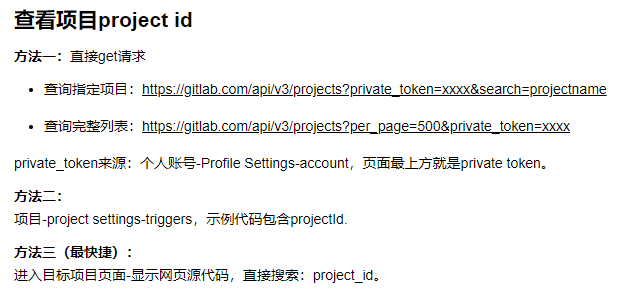 查看项目project id
方法一：直接get请求
查询指定项目：https://gitlab.com/api/v3/projects?private_token=xxxx&search=projectname
查询完整列表：https://gitlab.com/api/v3/projects?per_page=500&private_token=xxxx
private_token来源：个人账号-Profile Settings-account，页面最上方就是private token。
方法二：
项目-project settings-triggers，示例代码包含projectId.
方法三（最快捷）：
进入目标项目页面-显示网页源代码，直接搜索：project_id。